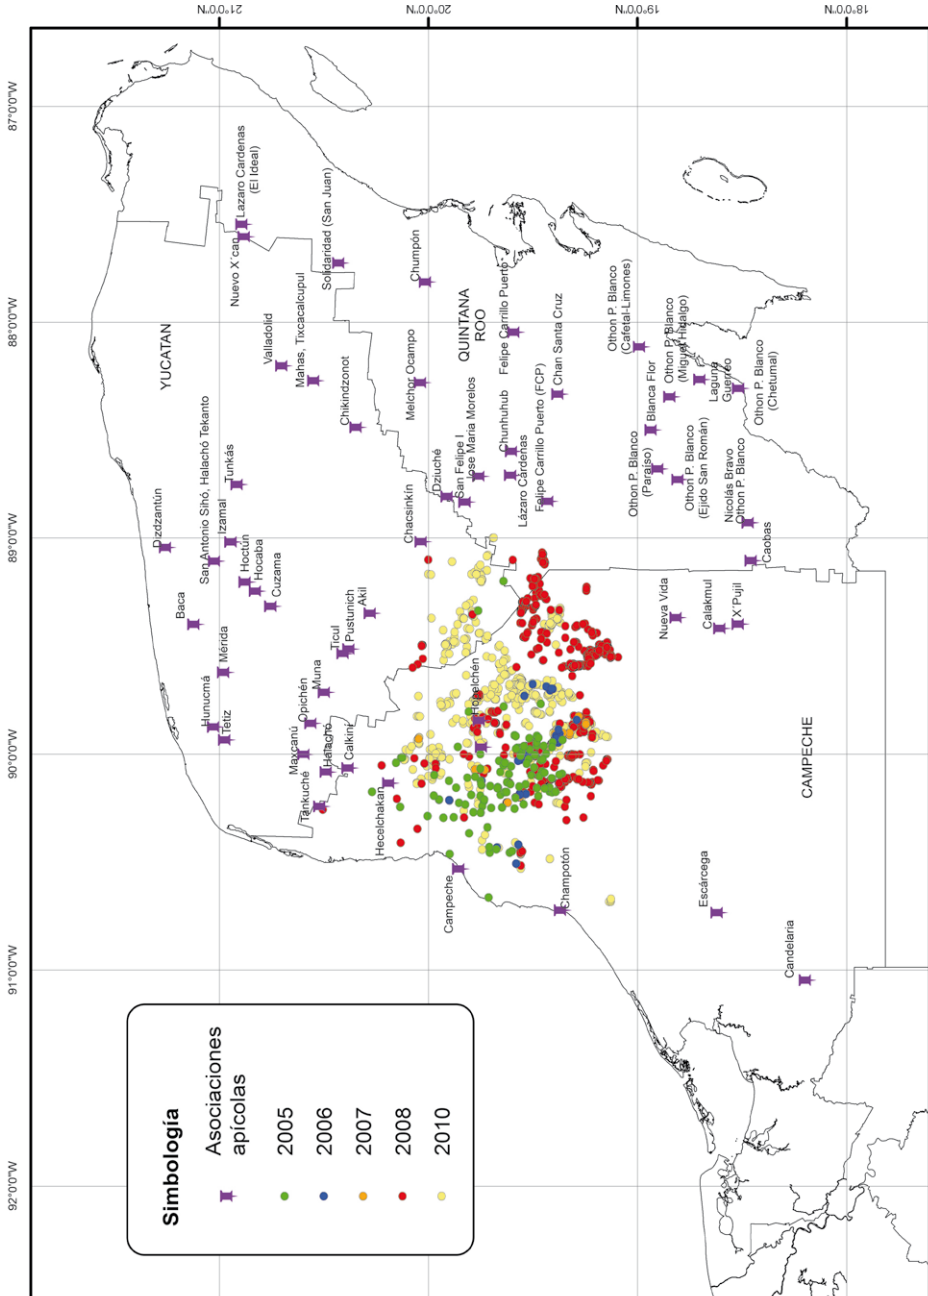 21°0'0"N
20°0'0"N
19°0'0"N
18°0'0"N
87°0'0"W
88°0'0"W
89°0'0"W
90°0'0"W
91°0'0"W
92°0'0"W
YUCATAN
QUINTANA
ROO
CAMPECHE
Lazaro Cardenas
(El Ideal)
Nuevo X´can
Solidaridad (San Juan)
Valladolid
Mahas, Tixcacalcupul
Chikindzonot
Chumpón
Melchor Ocampo
Felipe Carrillo Puerto
Chan Santa Cruz
Dziuché
San Felipe I
Jose María Morelos
Chunhuhub
Lázaro Cárdenas
Felipe Carrillo Puerto (FCP)
Othon P. Blanco
(Cafetal-Limones)
Othon P. Blanco
(Miguel Hidalgo)
Blanca Flor
Laguna
Guerreo
Othon P. Blanco
(Chetumal)
Othon P. Blanco
(Paraíso)
Othon P. Blanco
(Ejido San Román)
Nicolás Bravo
Othon P. Blanco
Caobas
Dizdzantún
San Antonio Sihó, Halacho Tekanto
Izamal
Tunkás
Hoctún
Hocaba
Cuzama
Baca
Mérida
Hunucmá
Tetiz
Chacsinkín
Akil
Pustunich
Ticul
Muna
Opichén
Maxcanú
Halachó
Calkiní
Tankuché
Hecelchakan
Hopelchén
Campeche
Champotón
Nueva Vida
Calakmul
X´Pujil
Escárcega
Candelaria
Simbología
Asociaciones
apícolas
2005
2006
2007
2008
2010